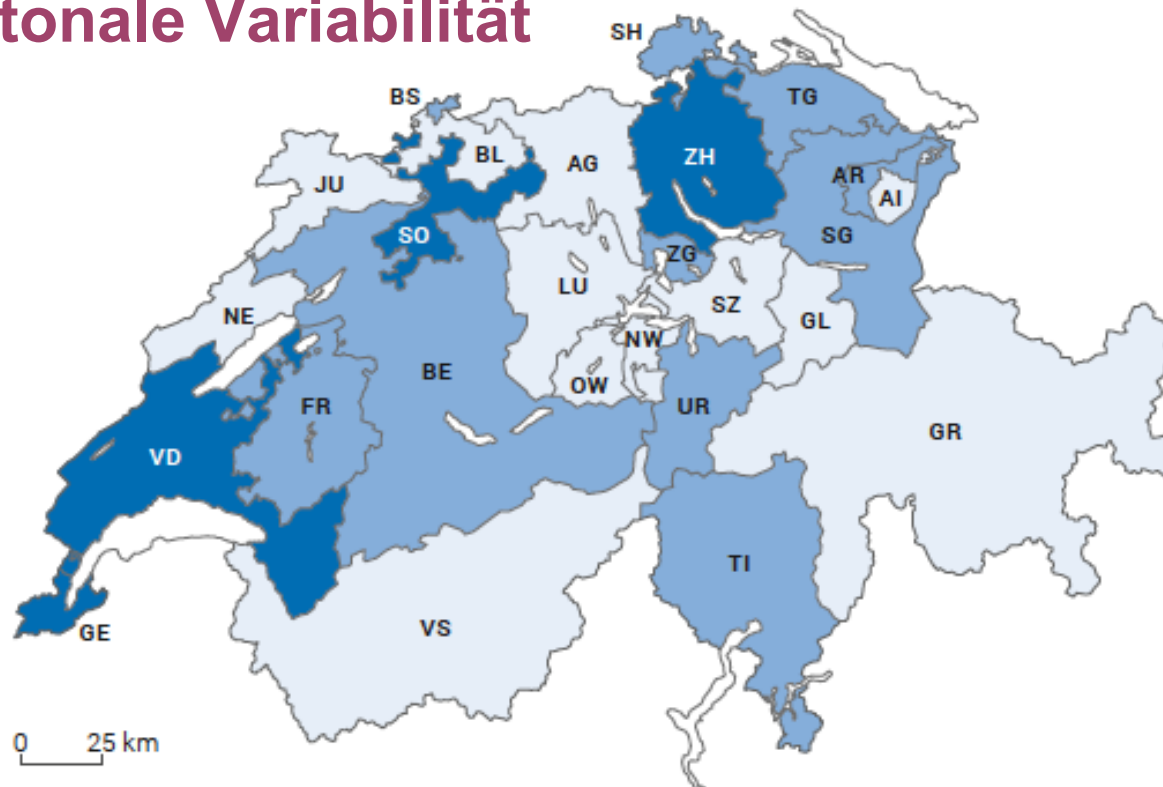 tonale Variabilität
SH
BS
TG
BL
AG
ZH
JU
AR
AI
SO
SG
ZG
LU
SZ
NE
GL
NW
BE
OW
FR
UR
GR
VD
TI
VS
GE
0 25 km